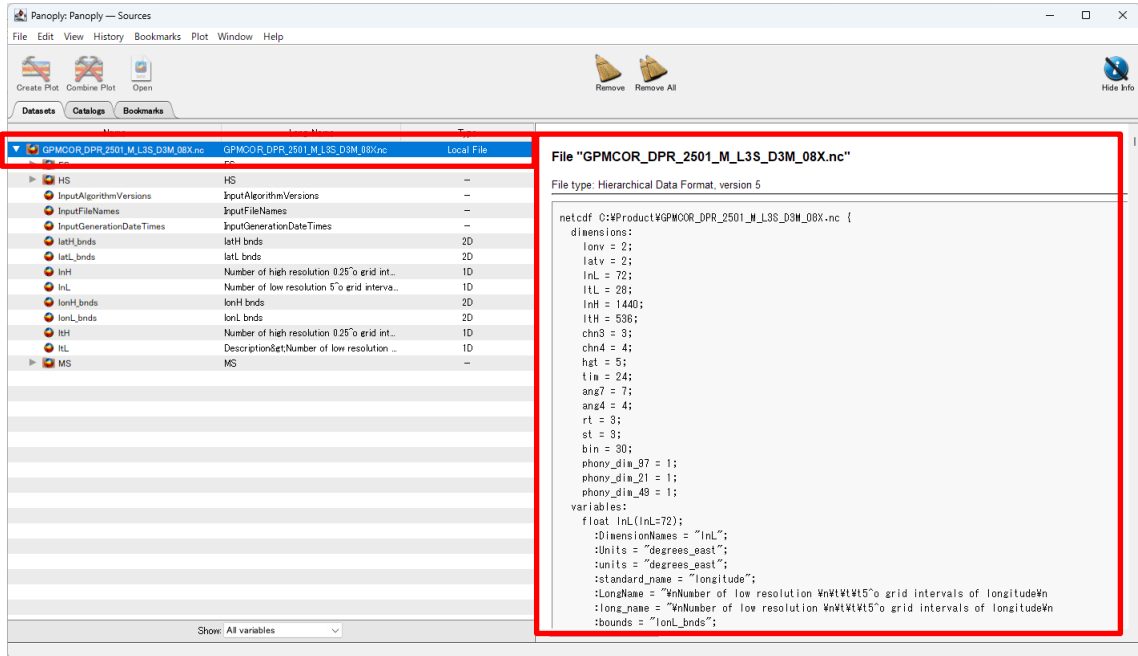 Panoply: Panoply — Sources
File Edit View History Bookmarks Plot Window Help
Create Plot Combine Plot Open Remove Remove All Hide Info
Datasets Catalogs Bookmarks
Name Long Name Type
GPMCOR_DPR_2501_M_L3S_D3M_08X.nc GPMCOR_DPR_2501_M_L3S_D3M_08X.nc Local File
FS FS
HS HS –
InputAlgorithmVersions InputAlgorithmVersions –
InputFileNames InputFileNames –
InputGenerationDateTimes InputGenerationDateTimes –
latH_bnds latH bnds 2D
latL_bnds latL bnds 2D
lnH Number of high resolution 0.25^o grid int... 1D
lnL Number of low resolution 5^o grid interva... 1D
lonH_bnds lonH bnds 2D
lonL_bnds lonL bnds 2D
ltH Number of high resolution 0.25^o grid int... 1D
ltL Description&gt;Number of low resolution ... 1D
MS MS –
Show: All variables
File "GPMCOR_DPR_2501_M_L3S_D3M_08X.nc"
File type: Hierarchical Data Format, version 5
netcdf C:¥Product¥GPMCOR_DPR_2501_M_L3S_D3M_08X.nc {
dimensions:
lonv = 2;
latv = 2;
lnL = 72;
ltL = 28;
lnH = 1440;
ltH = 536;
chn3 = 3;
chn4 = 4;
hgt = 5;
tim = 24;
ang7 = 7;
ang4 = 4;
rt = 3;
st = 3;
bin = 30;
phony_dim_97 = 1;
phony_dim_21 = 1;
phony_dim_49 = 1;
variables:
float lnL(lnL=72);
:DimensionNames = "lnL";
:Units = "degrees_east";
:units = "degrees_east";
:standard_name = "longitude";
:LongName = "¥nNumber of low resolution ¥n¥t¥t¥t5^o grid intervals of longitude¥n
:long_name = "¥nNumber of low resolution ¥n¥t¥t¥t5^o grid intervals of longitude¥n
:bounds = "lonL_bnds";